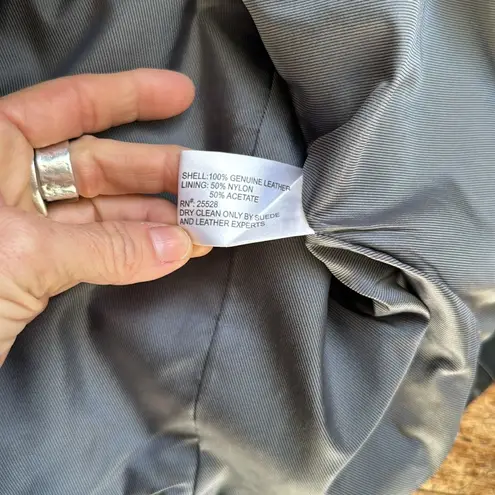 SHELL:100% GENUINE LEATHER
LINING: 50% NYLON
50% ACETATE
RN#: 25528
DRY CLEAN ONLY BY SUEDE
AND LEATHER EXPERTS